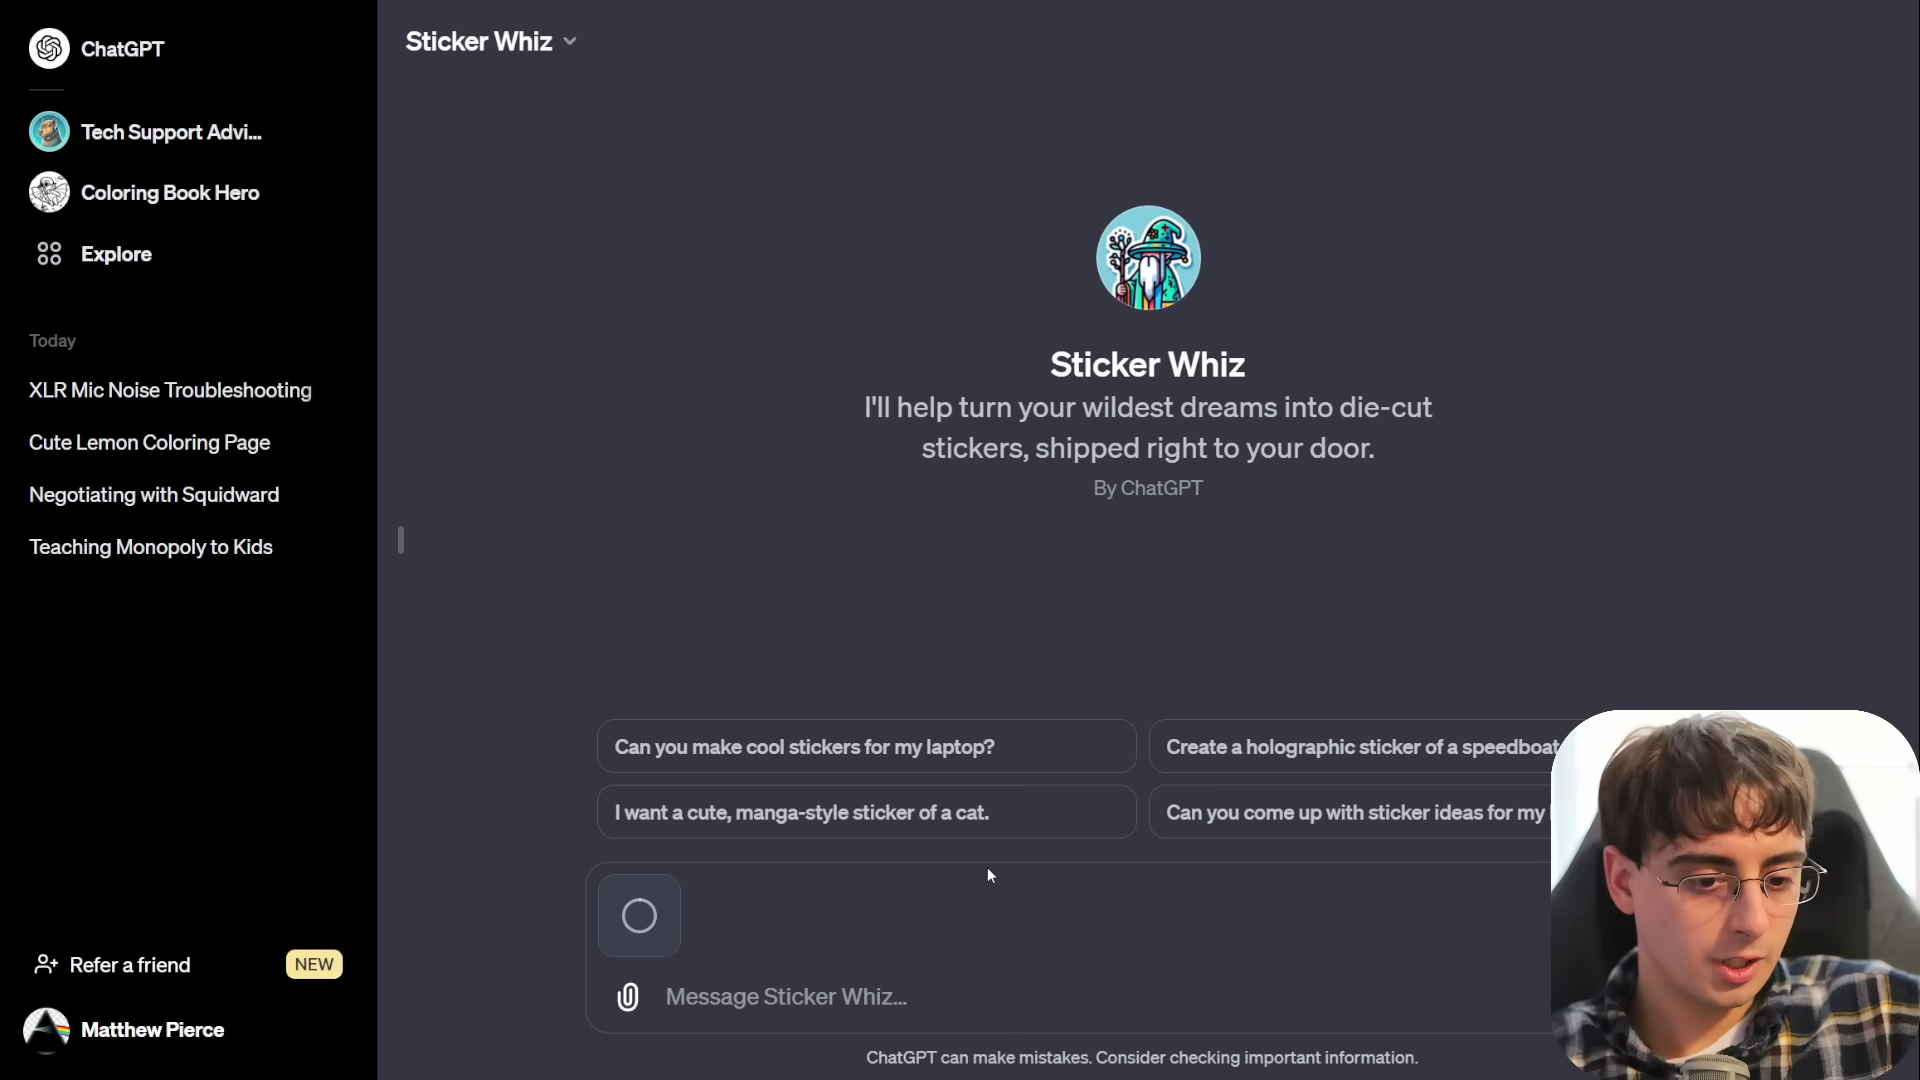 ChatGPT
Tech Support Advi...
Coloring Book Hero
Explore
Today
XLR Mic Noise Troubleshooting
Cute Lemon Coloring Page
Negotiating with Squidward
Teaching Monopoly to Kids
Refer a friend
NEW
Matthew Pierce
Sticker Whiz
Sticker Whiz
I'll help turn your wildest dreams into die-cut
stickers, shipped right to your door.
By ChatGPT
Can you make cool stickers for my laptop?
Create a holographic sticker of a speedboat
I want a cute, manga-style sticker of a cat.
Can you come up with sticker ideas for my
Message Sticker Whiz...
ChatGPT can make mistakes. Consider checking important information.